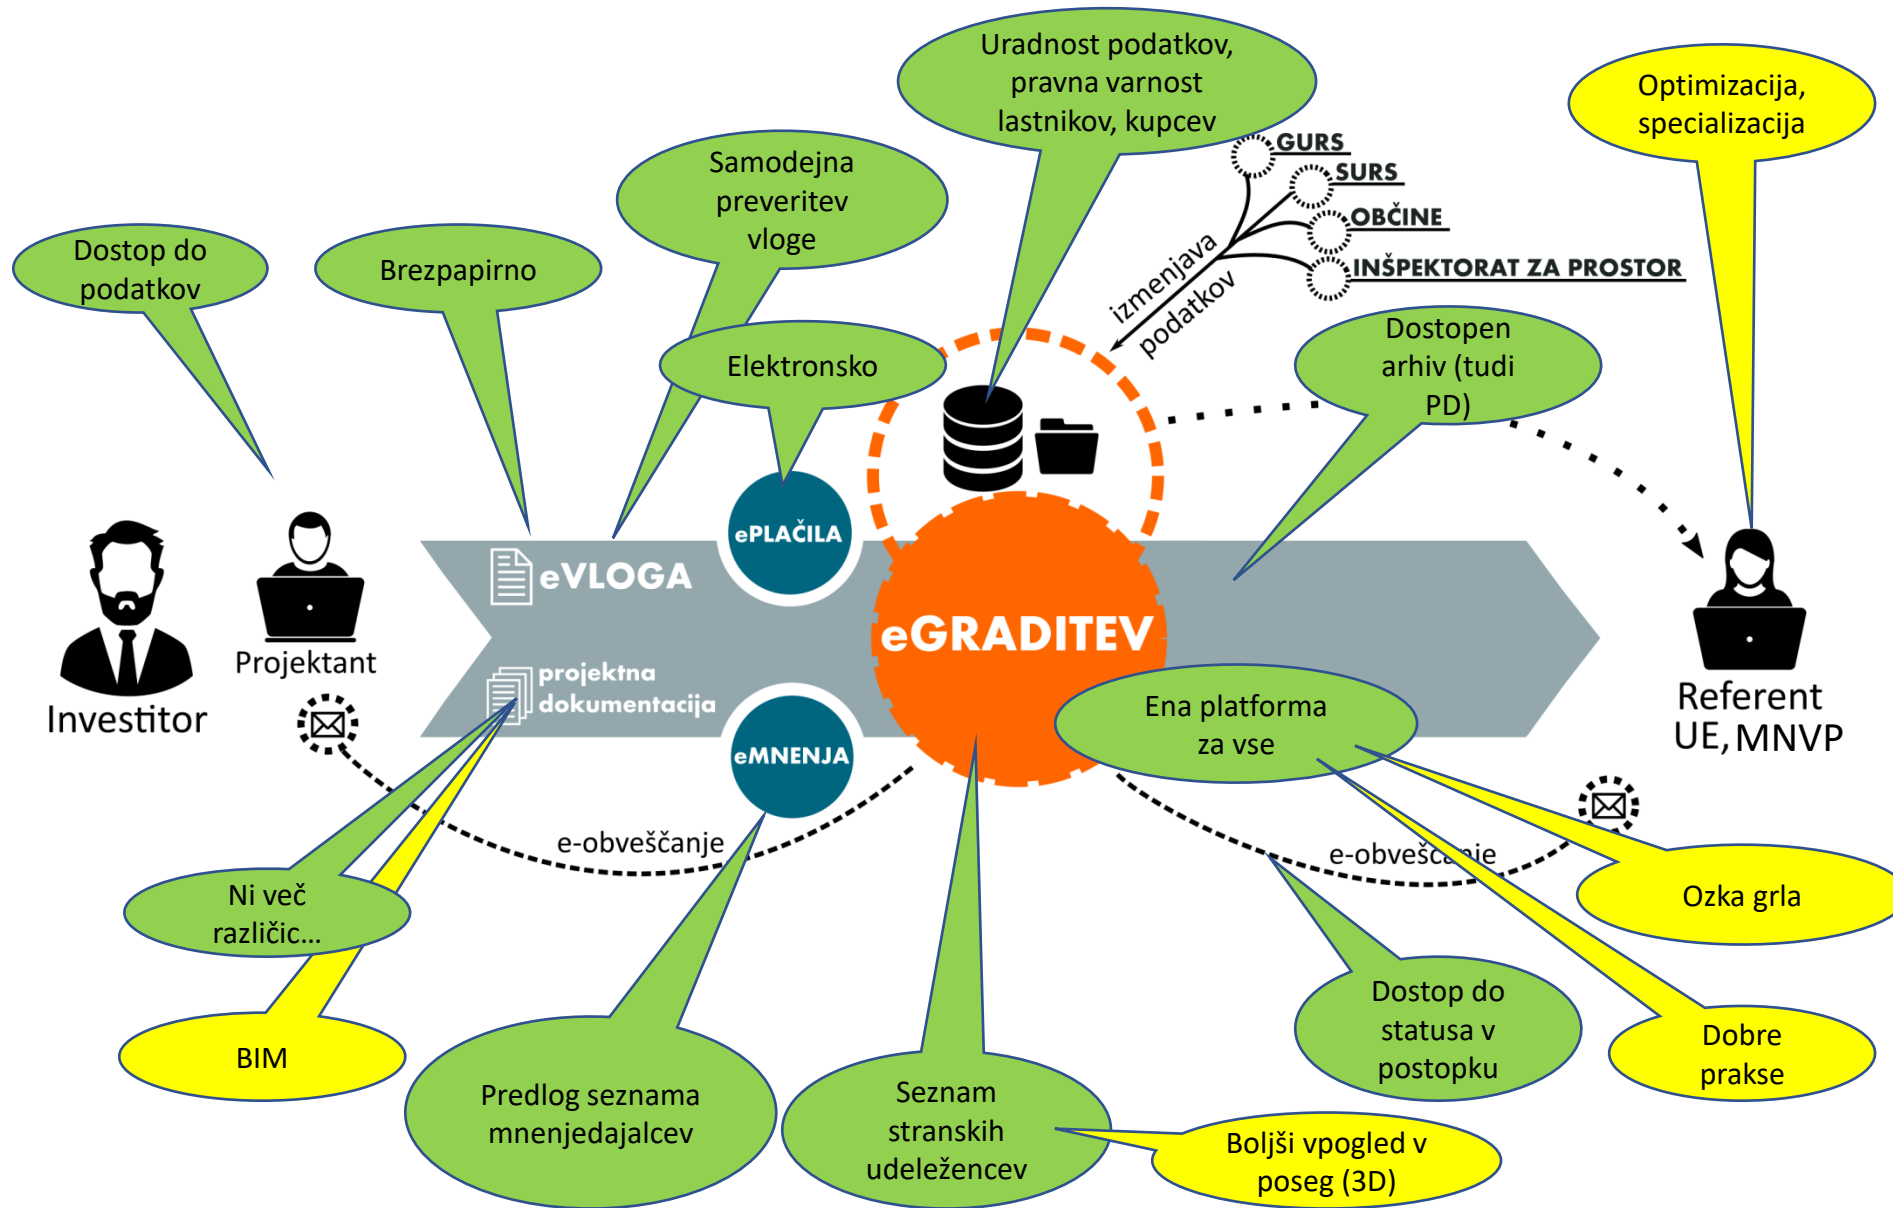 Uradnost podatkov,
pravna varnost
lastnikov, kupcev
Optimizacija,
specializacija
GURS
SURS
OBČINE
INŠPEKTORAT ZA PROSTOR
izmenjava
podatkov
Samodejna
preveritev
vloge
Dostop do
podatkov
Brezpapirno
Elektronsko
Dostopen
arhiv (tudi
PD)
ePLAČILA
eVLOGA
eGRADITEV
projektna
dokumentacija
eMNENJA
Investitor
Projektant
Referent
UE, MNVP
Ena platforma
za vse
e-obveščanje
e-obveščanje
Ni več
različic...
Ozka grla
BIM
Predlog seznama
mnenjedajalcev
Seznam
stranskih
udeležencev
Dostop do
statusa v
postopku
Dobre
prakse
Boljši vpogled v
poseg (3D)